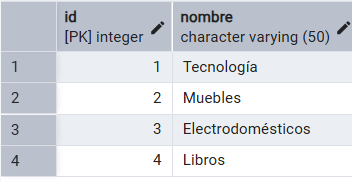 id nombre
[PK] integer character varying (50)
1 1 Tecnología
2 2 Muebles
3 3 Electrodomésticos
4 4 Libros